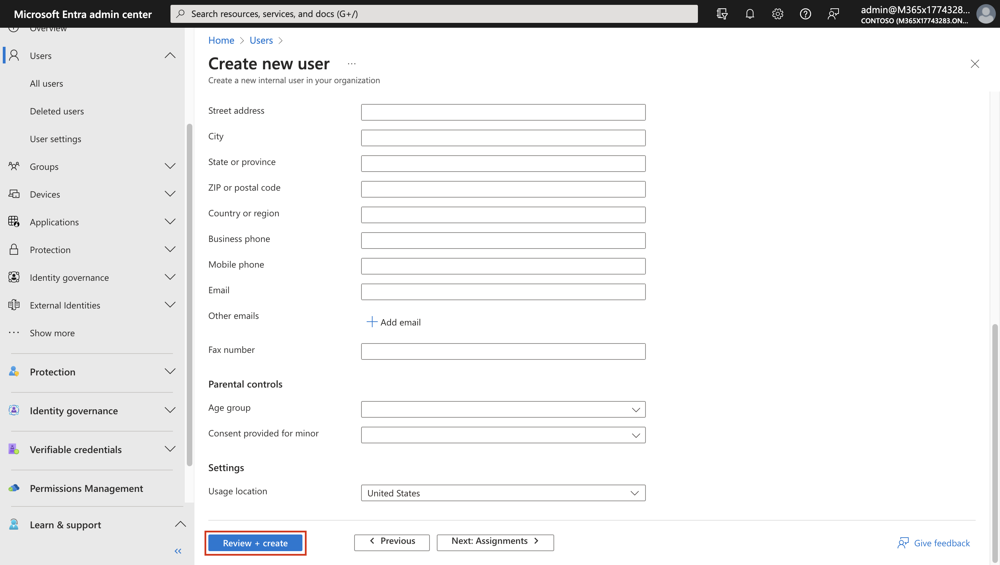 Microsoft Entra admin center
Search resources, services, and docs (G+/)
admin@M365x1774328...
CONTOSO (M365X17743283.ON...
Overview
Users
All users
Deleted users
User settings
Groups
Devices
Applications
Protection
Identity governance
External Identities
Show more
Protection
Identity governance
Verifiable credentials
Permissions Management
Learn & support
Home > Users >
Create new user ...
Create a new internal user in your organization
Street address
City
State or province
ZIP or postal code
Country or region
Business phone
Mobile phone
Email
Other emails
Add email
Fax number
Parental controls
Age group
Consent provided for minor
Settings
Usage location
United States
Review + create
Previous
Next: Assignments
Give feedback